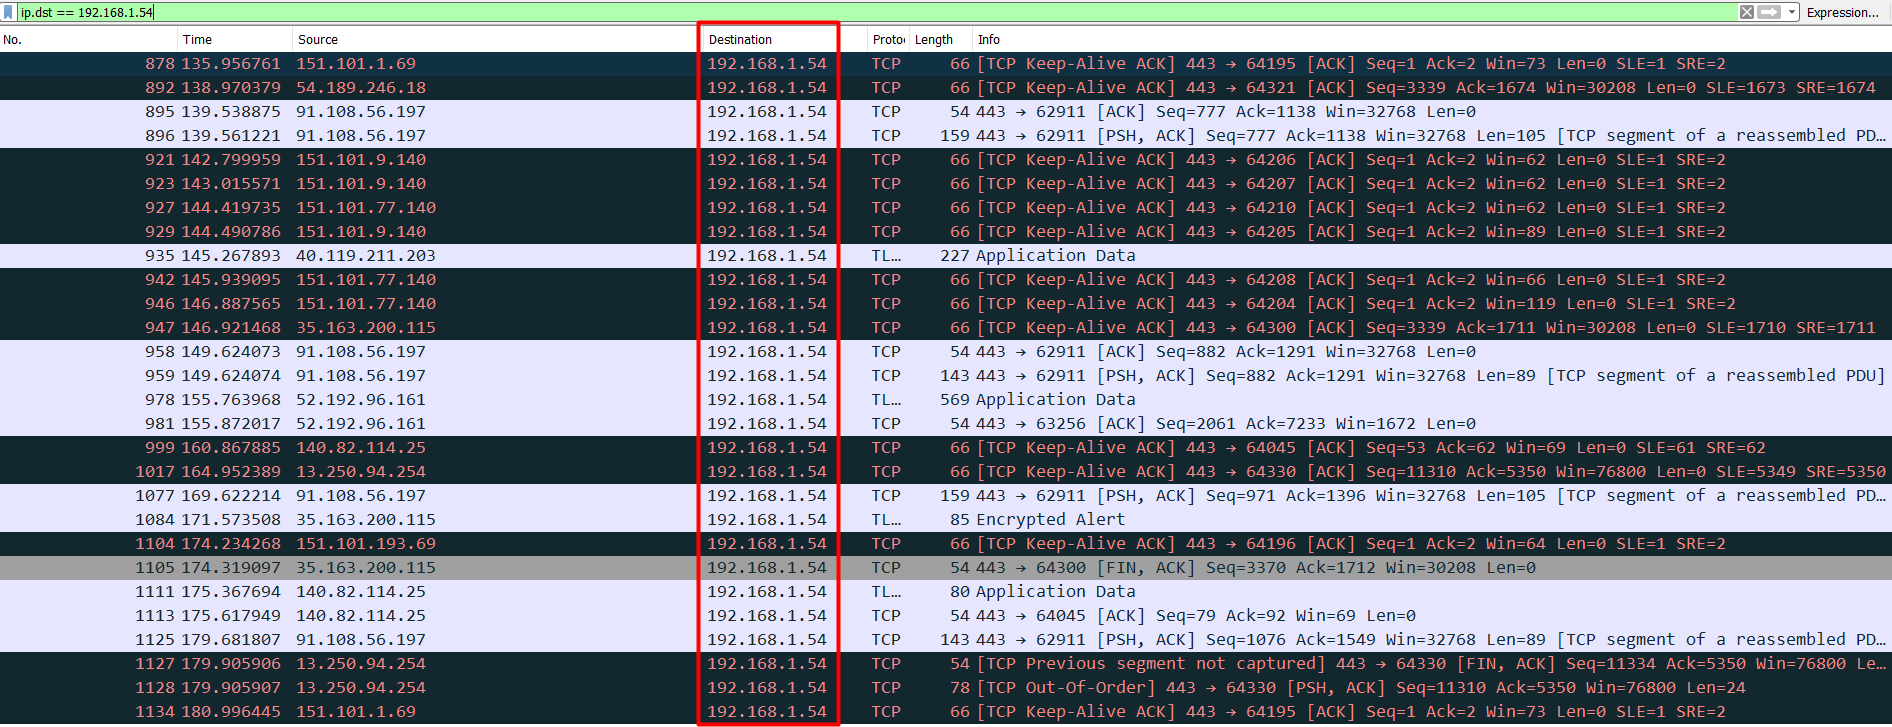 ip.dst == 192.168.1.54 Expression...
No. Time Source Destination Proto Length Info
878 135.956761 151.101.1.69 192.168.1.54 TCP 66 [TCP Keep-Alive ACK] 443 → 64195 [ACK] Seq=1 Ack=2 Win=73 Len=0 SLE=1 SRE=2
892 138.970379 54.189.246.18 192.168.1.54 TCP 66 [TCP Keep-Alive ACK] 443 → 64321 [ACK] Seq=3339 Ack=1674 Win=30208 Len=0 SLE=1673 SRE=1674
895 139.538875 91.108.56.197 192.168.1.54 TCP 54 443 → 62911 [ACK] Seq=777 Ack=1138 Win=32768 Len=0
896 139.561221 91.108.56.197 192.168.1.54 TCP 159 443 → 62911 [PSH, ACK] Seq=777 Ack=1138 Win=32768 Len=105 [TCP segment of a reassembled PD…
921 142.799959 151.101.9.140 192.168.1.54 TCP 66 [TCP Keep-Alive ACK] 443 → 64206 [ACK] Seq=1 Ack=2 Win=62 Len=0 SLE=1 SRE=2
923 143.015571 151.101.9.140 192.168.1.54 TCP 66 [TCP Keep-Alive ACK] 443 → 64207 [ACK] Seq=1 Ack=2 Win=62 Len=0 SLE=1 SRE=2
927 144.419735 151.101.77.140 192.168.1.54 TCP 66 [TCP Keep-Alive ACK] 443 → 64210 [ACK] Seq=1 Ack=2 Win=62 Len=0 SLE=1 SRE=2
929 144.490786 151.101.9.140 192.168.1.54 TCP 66 [TCP Keep-Alive ACK] 443 → 64205 [ACK] Seq=1 Ack=2 Win=89 Len=0 SLE=1 SRE=2
935 145.267893 40.119.211.203 192.168.1.54 TL… 227 Application Data
942 145.939095 151.101.77.140 192.168.1.54 TCP 66 [TCP Keep-Alive ACK] 443 → 64208 [ACK] Seq=1 Ack=2 Win=66 Len=0 SLE=1 SRE=2
946 146.887565 151.101.77.140 192.168.1.54 TCP 66 [TCP Keep-Alive ACK] 443 → 64204 [ACK] Seq=1 Ack=2 Win=119 Len=0 SLE=1 SRE=2
947 146.921468 35.163.200.115 192.168.1.54 TCP 66 [TCP Keep-Alive ACK] 443 → 64300 [ACK] Seq=3339 Ack=1711 Win=30208 Len=0 SLE=1710 SRE=1711
958 149.624073 91.108.56.197 192.168.1.54 TCP 54 443 → 62911 [ACK] Seq=882 Ack=1291 Win=32768 Len=0
959 149.624074 91.108.56.197 192.168.1.54 TCP 143 443 → 62911 [PSH, ACK] Seq=882 Ack=1291 Win=32768 Len=89 [TCP segment of a reassembled PDU]
978 155.763968 52.192.96.161 192.168.1.54 TL… 569 Application Data
981 155.872017 52.192.96.161 192.168.1.54 TCP 54 443 → 63256 [ACK] Seq=2061 Ack=7233 Win=1672 Len=0
999 160.867885 140.82.114.25 192.168.1.54 TCP 66 [TCP Keep-Alive ACK] 443 → 64045 [ACK] Seq=53 Ack=62 Win=69 Len=0 SLE=61 SRE=62
1017 164.952389 13.250.94.254 192.168.1.54 TCP 66 [TCP Keep-Alive ACK] 443 → 64330 [ACK] Seq=11310 Ack=5350 Win=76800 Len=0 SLE=5349 SRE=5350
1077 169.622214 91.108.56.197 192.168.1.54 TCP 159 443 → 62911 [PSH, ACK] Seq=971 Ack=1396 Win=32768 Len=105 [TCP segment of a reassembled PD…
1084 171.573508 35.163.200.115 192.168.1.54 TL… 85 Encrypted Alert
1104 174.234268 151.101.193.69 192.168.1.54 TCP 66 [TCP Keep-Alive ACK] 443 → 64196 [ACK] Seq=1 Ack=2 Win=64 Len=0 SLE=1 SRE=2
1105 174.319097 35.163.200.115 192.168.1.54 TCP 54 443 → 64300 [FIN, ACK] Seq=3370 Ack=1712 Win=30208 Len=0
1111 175.367694 140.82.114.25 192.168.1.54 TL… 80 Application Data
1113 175.617949 140.82.114.25 192.168.1.54 TCP 54 443 → 64045 [ACK] Seq=79 Ack=92 Win=69 Len=0
1125 179.681807 91.108.56.197 192.168.1.54 TCP 143 443 → 62911 [PSH, ACK] Seq=1076 Ack=1549 Win=32768 Len=89 [TCP segment of a reassembled PD…
1127 179.905906 13.250.94.254 192.168.1.54 TCP 54 [TCP Previous segment not captured] 443 → 64330 [FIN, ACK] Seq=11334 Ack=5350 Win=76800 Le…
1128 179.905907 13.250.94.254 192.168.1.54 TCP 78 [TCP Out-Of-Order] 443 → 64330 [PSH, ACK] Seq=11310 Ack=5350 Win=76800 Len=24
1134 180.996445 151.101.1.69 192.168.1.54 TCP 66 [TCP Keep-Alive ACK] 443 → 64195 [ACK] Seq=1 Ack=2 Win=73 Len=0 SLE=1 SRE=2